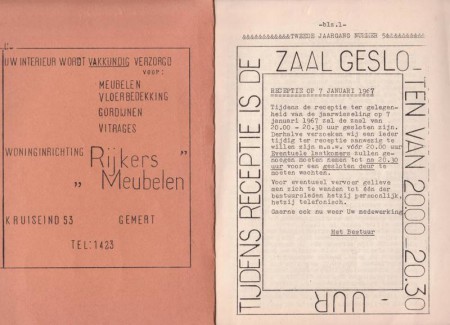 UW INTERIEUR WORDT VAKKUNDIG VERZORGD
voor:
MEUBELEN
VLOERBEDEKKING
GORDIJNEN
VITRAGES
WONINGINRICHTING
„ Rijkers ”
Meubelen
KRUISEIND 53 GEMERT
TEL: 1423
-blz.1-
TWEEDE JAARGANG NUMMER 5
TIJDENS RECEPTIE IS DE
ZAAL GESLO_
TEN VAN 20.00_20.30
- UUR
RECEPTIE OP 7 JANUARI 1967
Tijdens de receptie ter gelegen-
heid van de jaarwisseling op 7
januari 1967 zal de zaal van
20.00 - 20.30 uur gesloten zijn.
Derhalve verzoeken wij een ieder
tijdig ter receptie aanwezig te
willen zijn m.a.w. vóór 20.00 uur
Eventuele laatkomers zullen ge-
noegen moeten nemen tot na 20.30
uur voor een gesloten deur te
moeten wachten.
Voor eventueel vervoer gelieve
men zich te wenden tot één der
bestuursleden hetzij persoonlijk,
hetzij telefonisch.
Gaarne ook nu weer Uw medewerking
Het Bestuur